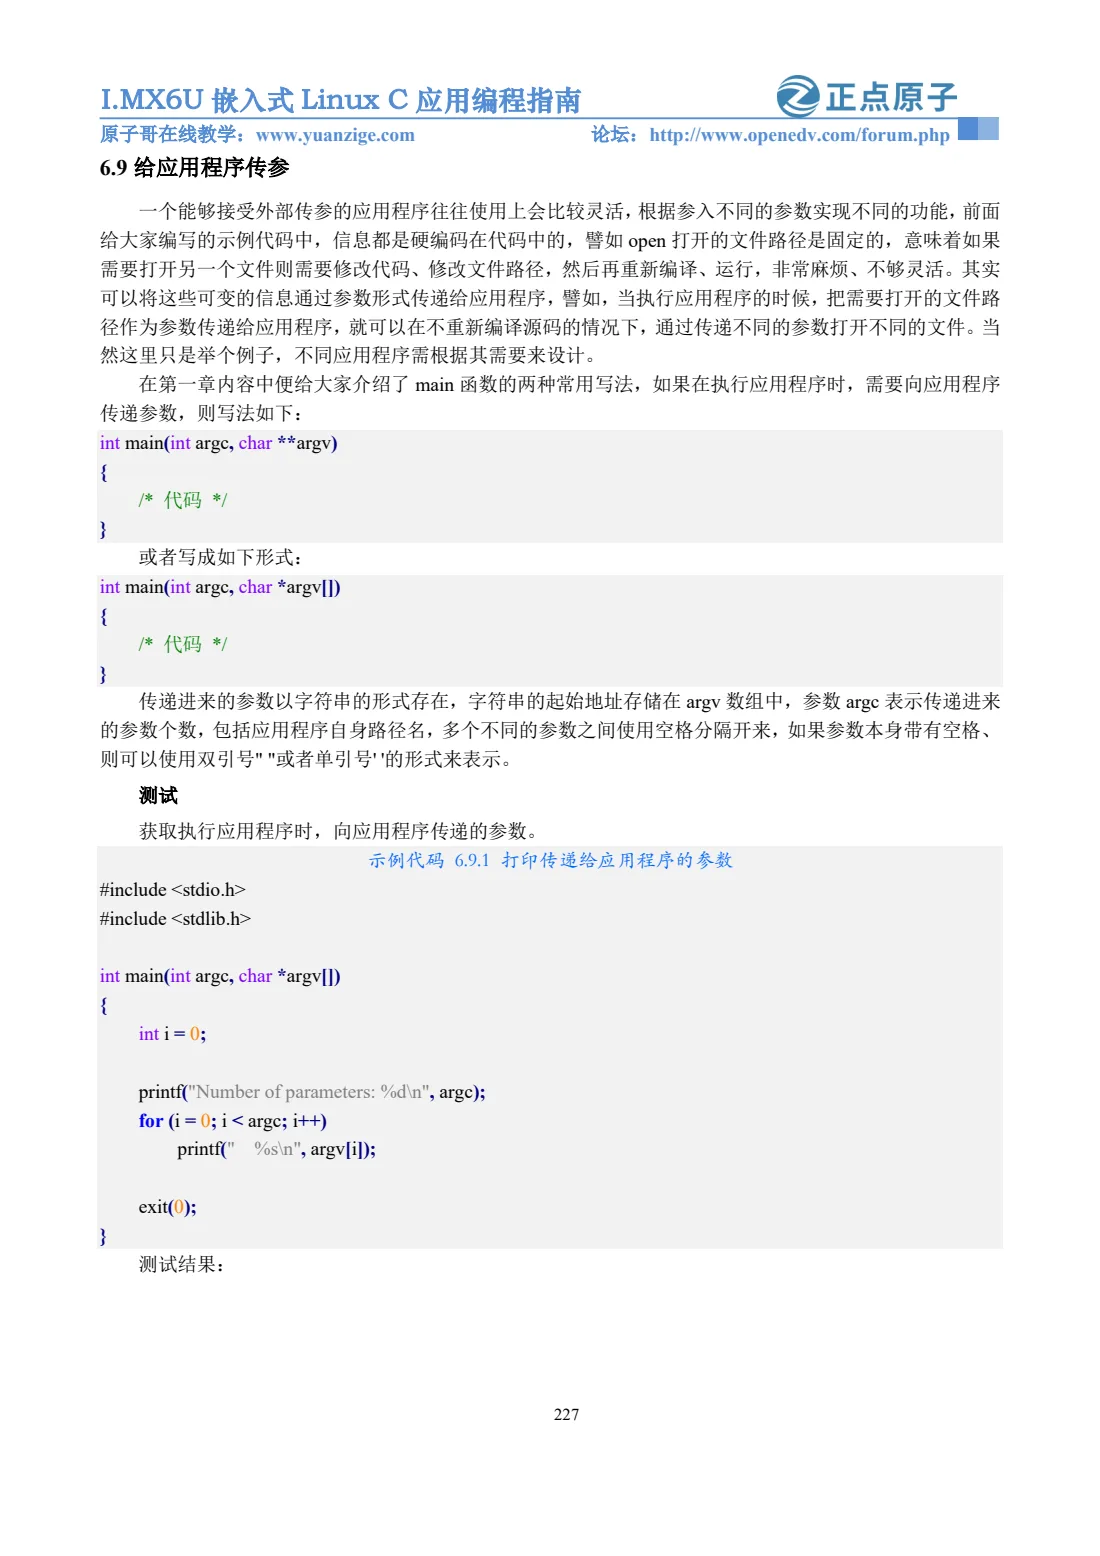 I.MX6U 嵌入式 Linux C 应用编程指南
正点原子
原子哥在线教学：www.yuanzige.com 论坛：http://www.openedv.com/forum.php
6.9 给应用程序传参
一个能够接受外部传参的应用程序往往使用上会比较灵活，根据参入不同的参数实现不同的功能，前面
给大家编写的示例代码中，信息都是硬编码在代码中的，譬如 open 打开的文件路径是固定的，意味着如果
需要打开另一个文件则需要修改代码、修改文件路径，然后再重新编译、运行，非常麻烦、不够灵活。其实
可以将这些可变的信息通过参数形式传递给应用程序，譬如，当执行应用程序的时候，把需要打开的文件路
径作为参数传递给应用程序，就可以在不重新编译源码的情况下，通过传递不同的参数打开不同的文件。当
然这里只是举个例子，不同应用程序需根据其需要来设计。
在第一章内容中便给大家介绍了 main 函数的两种常用写法，如果在执行应用程序时，需要向应用程序
传递参数，则写法如下：
int main(int argc, char **argv)
{
/* 代码 */
}
或者写成如下形式：
int main(int argc, char *argv[])
{
/* 代码 */
}
传递进来的参数以字符串的形式存在，字符串的起始地址存储在 argv 数组中，参数 argc 表示传递进来
的参数个数，包括应用程序自身路径名，多个不同的参数之间使用空格分隔开来，如果参数本身带有空格、
则可以使用双引号" "或者单引号' '的形式来表示。
测试
获取执行应用程序时，向应用程序传递的参数。
示例代码 6.9.1 打印传递给应用程序的参数
#include <stdio.h>
#include <stdlib.h>
int main(int argc, char *argv[])
{
int i = 0;
printf("Number of parameters: %d\n", argc);
for (i = 0; i < argc; i++)
printf("    %s\n", argv[i]);
exit(0);
}
测试结果：
227